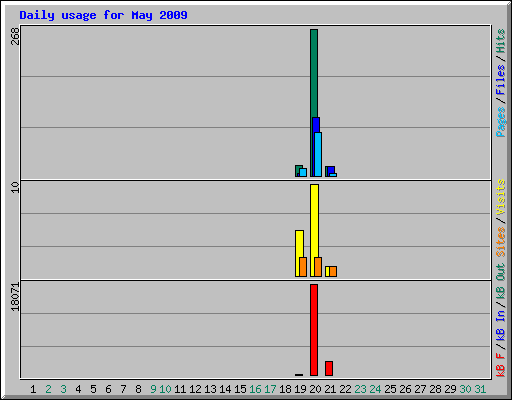 Daily usage for May 2009
268
Pages / Files / Hits
10
Sites / Visits
18071
kB F / kB In / kB Out
1 2 3 4 5 6 7 8 9 10 11 12 13 14 15 16 17 18 19 20 21 22 23 24 25 26 27 28 29 30 31